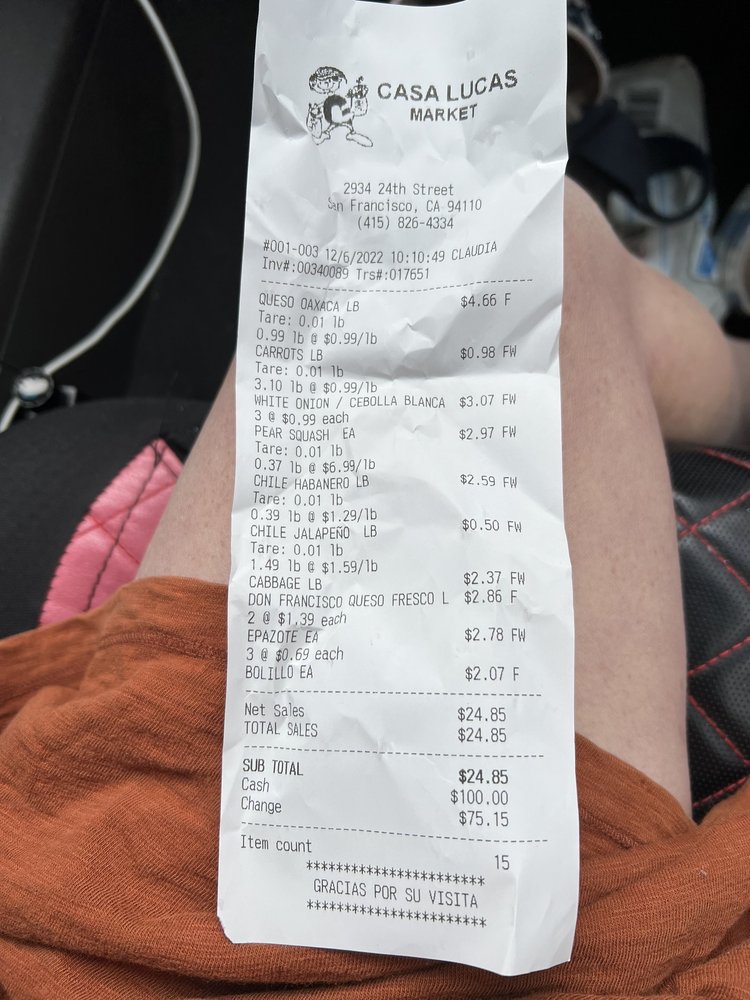 CASA LUCAS
MARKET
2934 24th Street
San Francisco, CA 94110
(415) 826-4334
#001-003 12/6/2022 10:10:49 CLAUDIA
Inv#:00340089 Trs#:017651
QUESO OAXACA LB $4.66 F
Tare: 0.01 lb
0.99 lb @ $0.99/lb
CARROTS LB $0.98 FW
Tare: 0.01 lb
3.10 lb @ $0.99/lb
WHITE ONION / CEBOLLA BLANCA $3.07 FW
3 @ $0.99 each
PEAR SQUASH EA $2.97 FW
Tare: 0.01 lb
0.37 lb @ $6.99/lb
CHILE HABANERO LB $2.59 FW
Tare: 0.01 lb
0.39 lb @ $1.29/lb
CHILE JALAPEÑO LB $0.50 FW
Tare: 0.01 lb
1.49 lb @ $1.59/lb
CABBAGE LB $2.37 FW
DON FRANCISCO QUESO FRESCO L $2.86 F
2 @ $1.39 each
EPAZOTE EA $2.78 FW
3 @ $0.69 each
BOLILLO EA $2.07 F
Net Sales $24.85
TOTAL SALES $24.85
SUB TOTAL $24.85
Cash $100.00
Change $75.15
Item count 15
************************
GRACIAS POR SU VISITA
************************